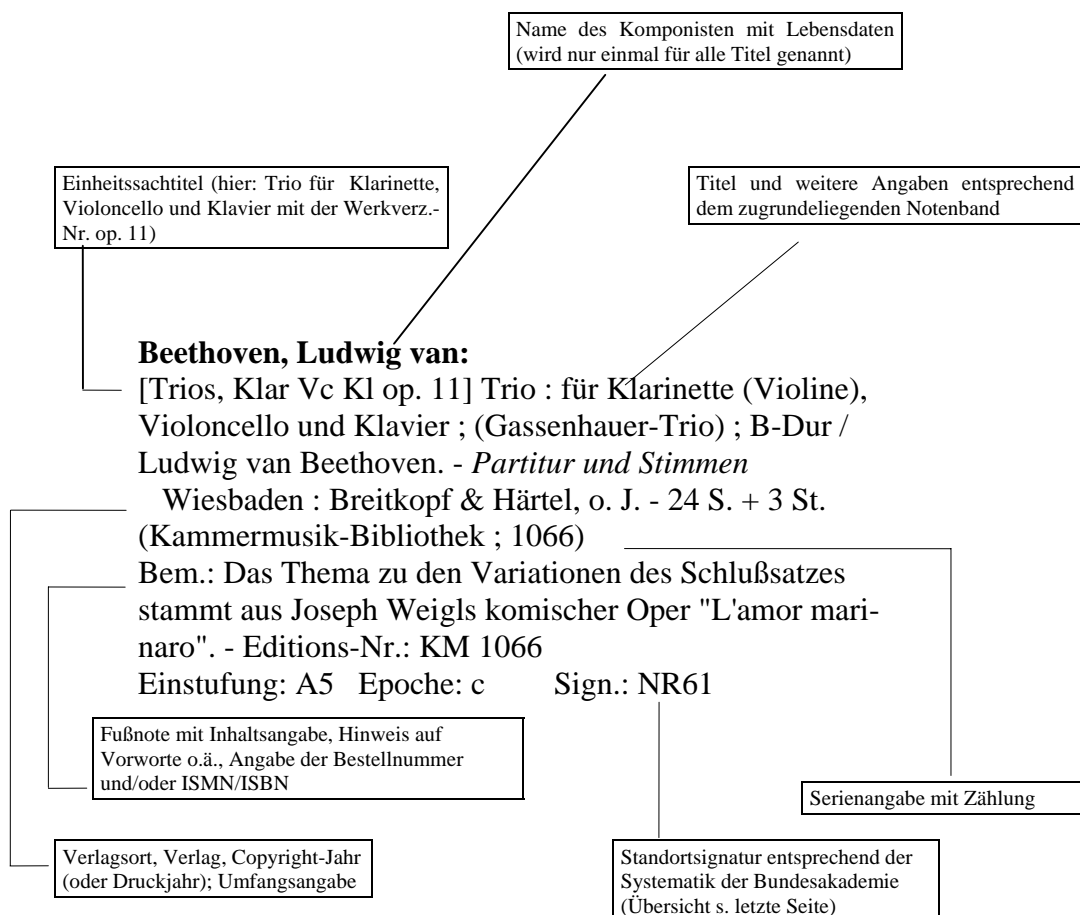 Name des Komponisten mit Lebensdaten
(wird nur einmal für alle Titel genannt)
Einheitssachtitel (hier: Trio für Klarinette,
Violoncello und Klavier mit der Werkverz.-
Nr. op. 11)
Titel und weitere Angaben entsprechend
dem zugrundeliegenden Notenband
Beethoven, Ludwig van:
[Trios, Klar Vc Kl op. 11] Trio : für Klarinette (Violine),
Violoncello und Klavier ; (Gassenhauer-Trio) ; B-Dur /
Ludwig van Beethoven. - Partitur und Stimmen
Wiesbaden : Breitkopf & Härtel, o. J. - 24 S. + 3 St.
(Kammermusik-Bibliothek ; 1066)
Bem.: Das Thema zu den Variationen des Schlußsatzes
stammt aus Joseph Weigls komischer Oper "L'amor mari-
naro". - Editions-Nr.: KM 1066
Einstufung: A5 Epoche: c Sign.: NR61
Fußnote mit Inhaltsangabe, Hinweis auf
Vorworte o.ä., Angabe der Bestellnummer
und/oder ISMN/ISBN
Serienangabe mit Zählung
Verlagsort, Verlag, Copyright-Jahr
(oder Druckjahr); Umfangsangabe
Standortsignatur entsprechend der
Systematik der Bundesakademie
(Übersicht s. letzte Seite)